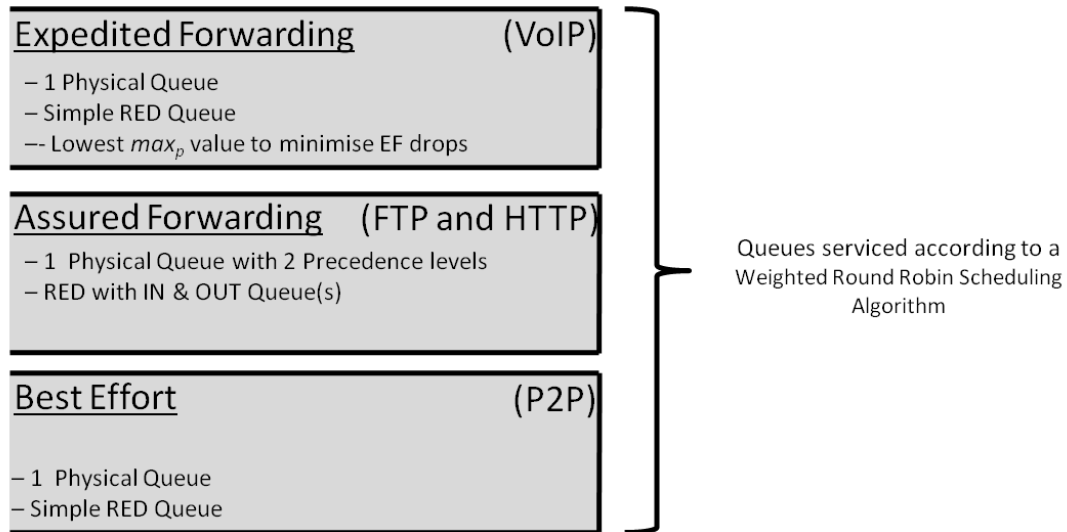 Expedited Forwarding (VoIP)
– 1 Physical Queue
– Simple RED Queue
–- Lowest maxp value to minimise EF drops
Assured Forwarding (FTP and HTTP)
– 1 Physical Queue with 2 Precedence levels
– RED with IN & OUT Queue(s)
Queues serviced according to a
Weighted Round Robin Scheduling
Algorithm
Best Effort (P2P)
– 1 Physical Queue
– Simple RED Queue